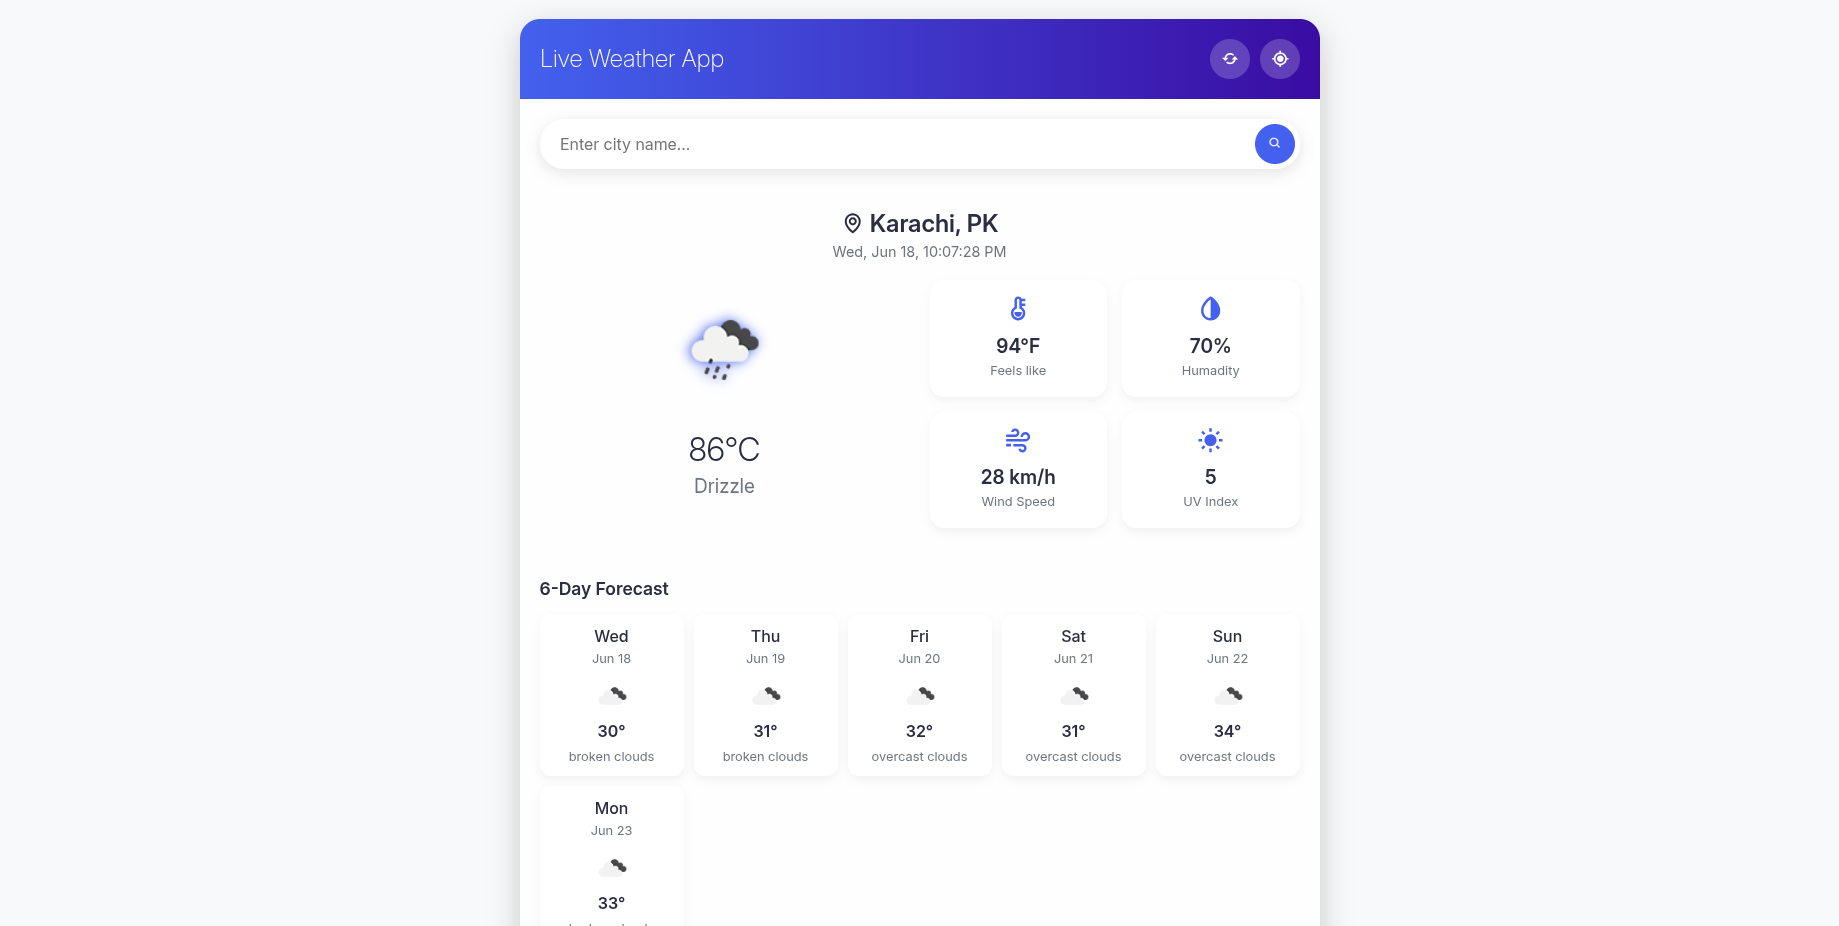 Live Weather App
Enter city name...
Karachi, PK
Wed, Jun 18, 10:07:28 PM
86°C
Drizzle
94°F
Feels like
70%
Humadity
28 km/h
Wind Speed
5
UV Index
6-Day Forecast
Wed
Jun 18
30°
broken clouds
Thu
Jun 19
31°
broken clouds
Fri
Jun 20
32°
overcast clouds
Sat
Jun 21
31°
overcast clouds
Sun
Jun 22
34°
overcast clouds
Mon
Jun 23
33°